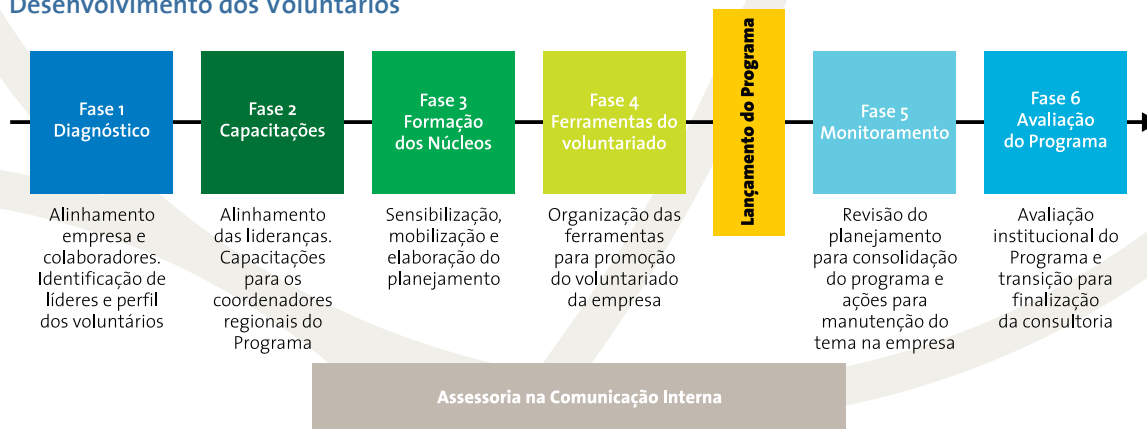 Desenvolvimento dos Voluntários
Fase 1
Diagnóstico
Alinhamento
empresa e
colaboradores.
Identificação de
líderes e perfil
dos voluntários
Fase 2
Capacitações
Alinhamento
das lideranças.
Capacitações
para os
coordenadores
regionais do
Programa
Fase 3
Formação
dos Núcleos
Sensibilização,
mobilização e
elaboração do
planejamento
Fase 4
Ferramentas do
voluntariado
Organização das
ferramentas
para promoção
do voluntariado
da empresa
Lançamento do Programa
Fase 5
Monitoramento
Revisão do
planejamento
para consolidação
do programa e
ações para
manutenção do
tema na empresa
Fase 6
Avaliação
do Programa
Avaliação
institucional do
Programa e
transição para
finalização
da consultoria
Assessoria na Comunicação Interna